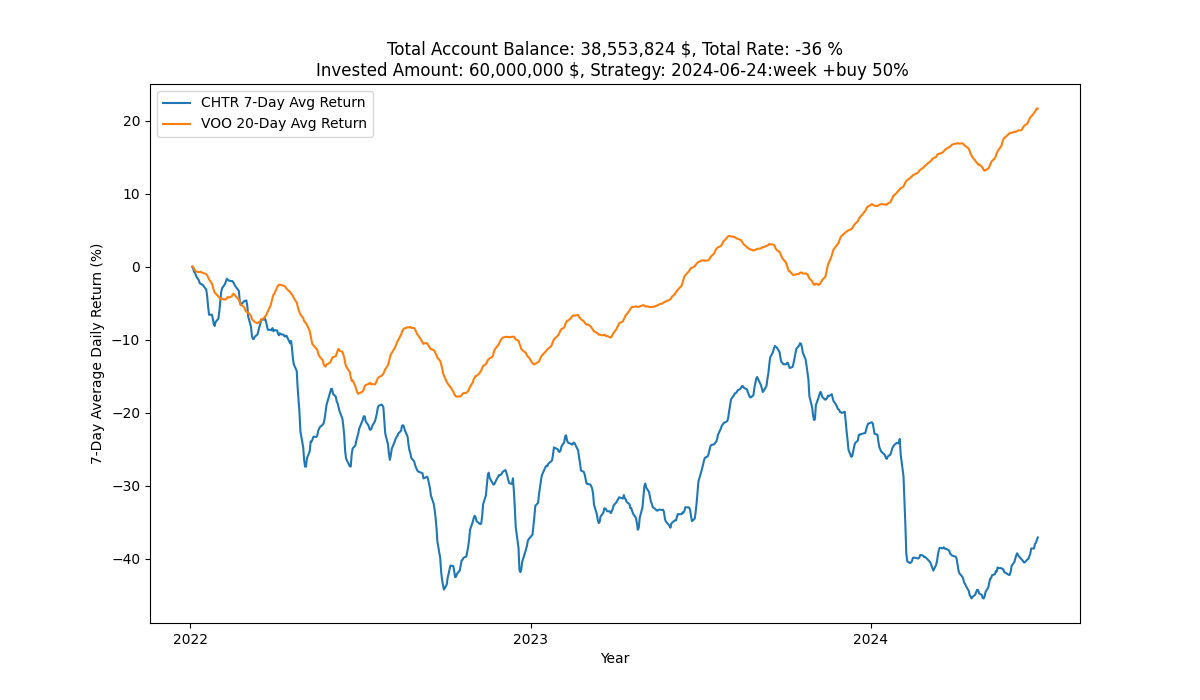 Total Account Balance: 38,553,824 $, Total Rate: -36 %
Invested Amount: 60,000,000 $, Strategy: 2024-06-24:week +buy 50%
CHTR 7-Day Avg Return
VOO 20-Day Avg Return
7-Day Average Daily Return (%)
20
10
0
−10
−20
−30
−40
2022
2023
2024
Year